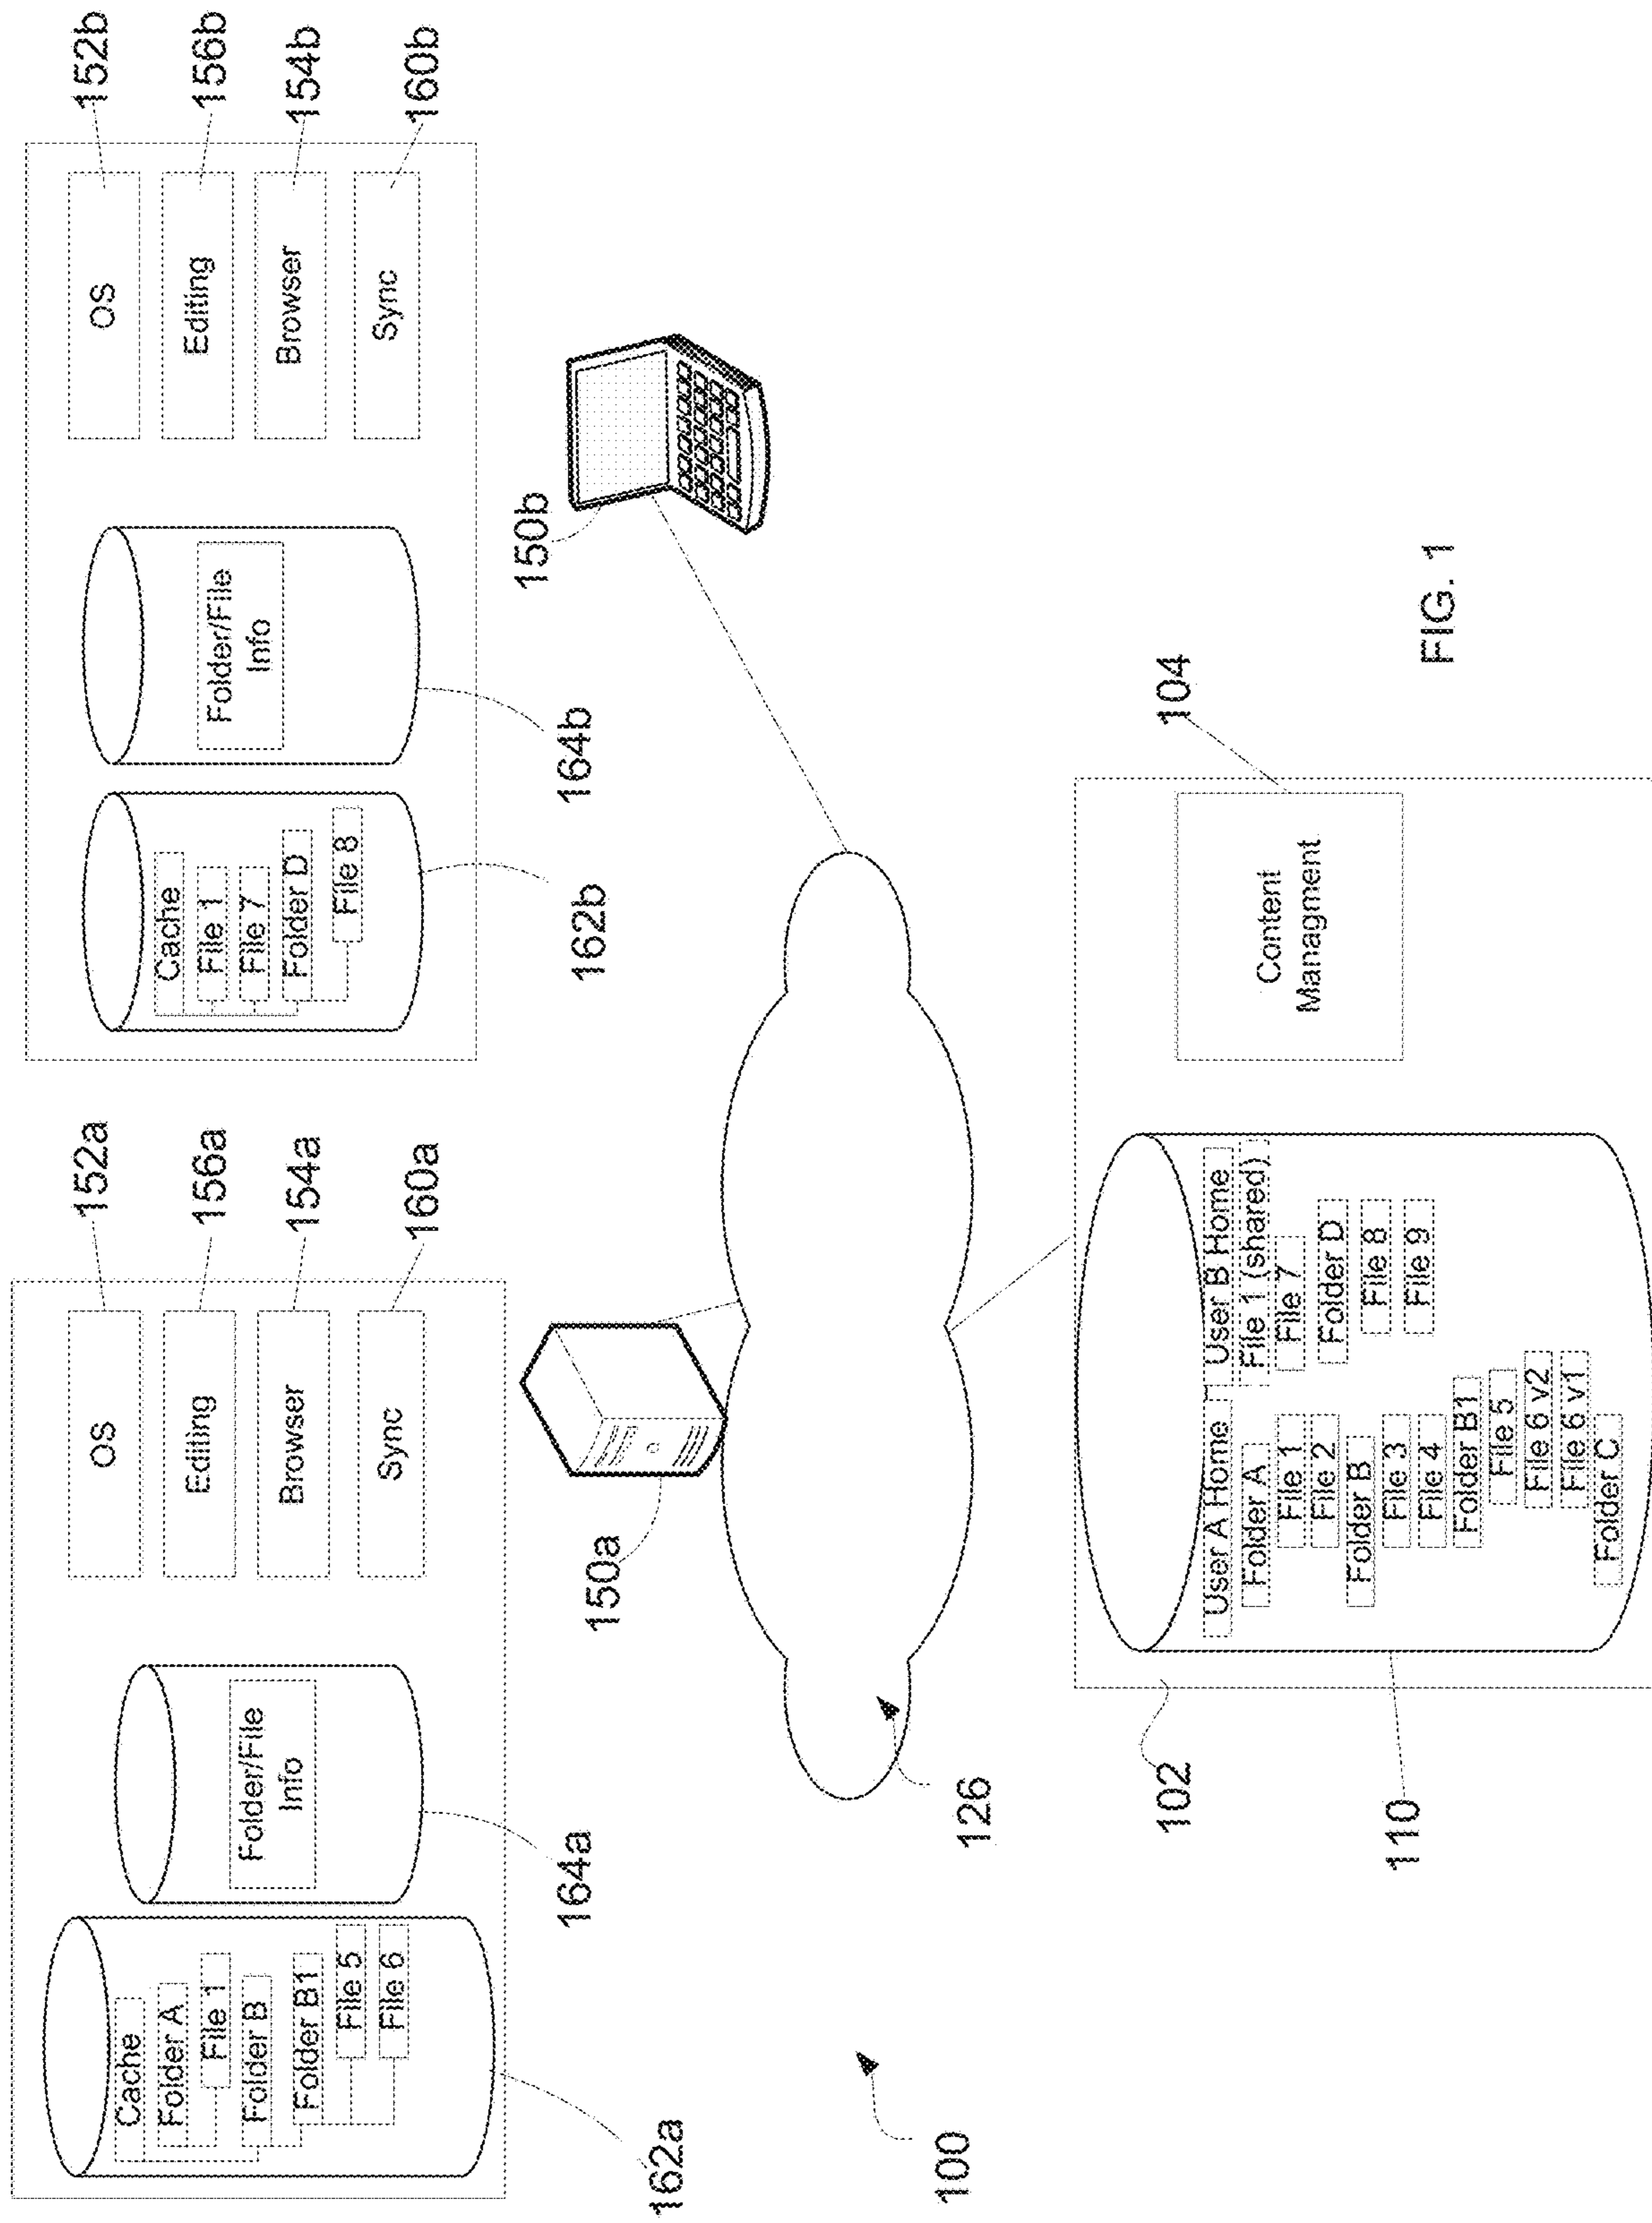 152a
156a
154a
160a
OS
Editing
Browser
Sync
Folder/File
Info
164a
Cache
Folder A
File 1
Folder B
Folder B1
File 5
File 6
162a
150a
152b
156b
154b
160b
OS
Editing
Browser
Sync
Folder/File
Info
164b
Cache
File 1
File 7
Folder D
File 8
162b
150b
126
100
102
110
User A Home
Folder A
File 1
File 2
Folder B
File 3
File 4
Folder B1
File 5
File 6 v2
File 6 v1
Folder C
User B Home
File 1 (shared)
File 7
Folder D
File 8
File 9
Content
Managment
104
FIG. 1